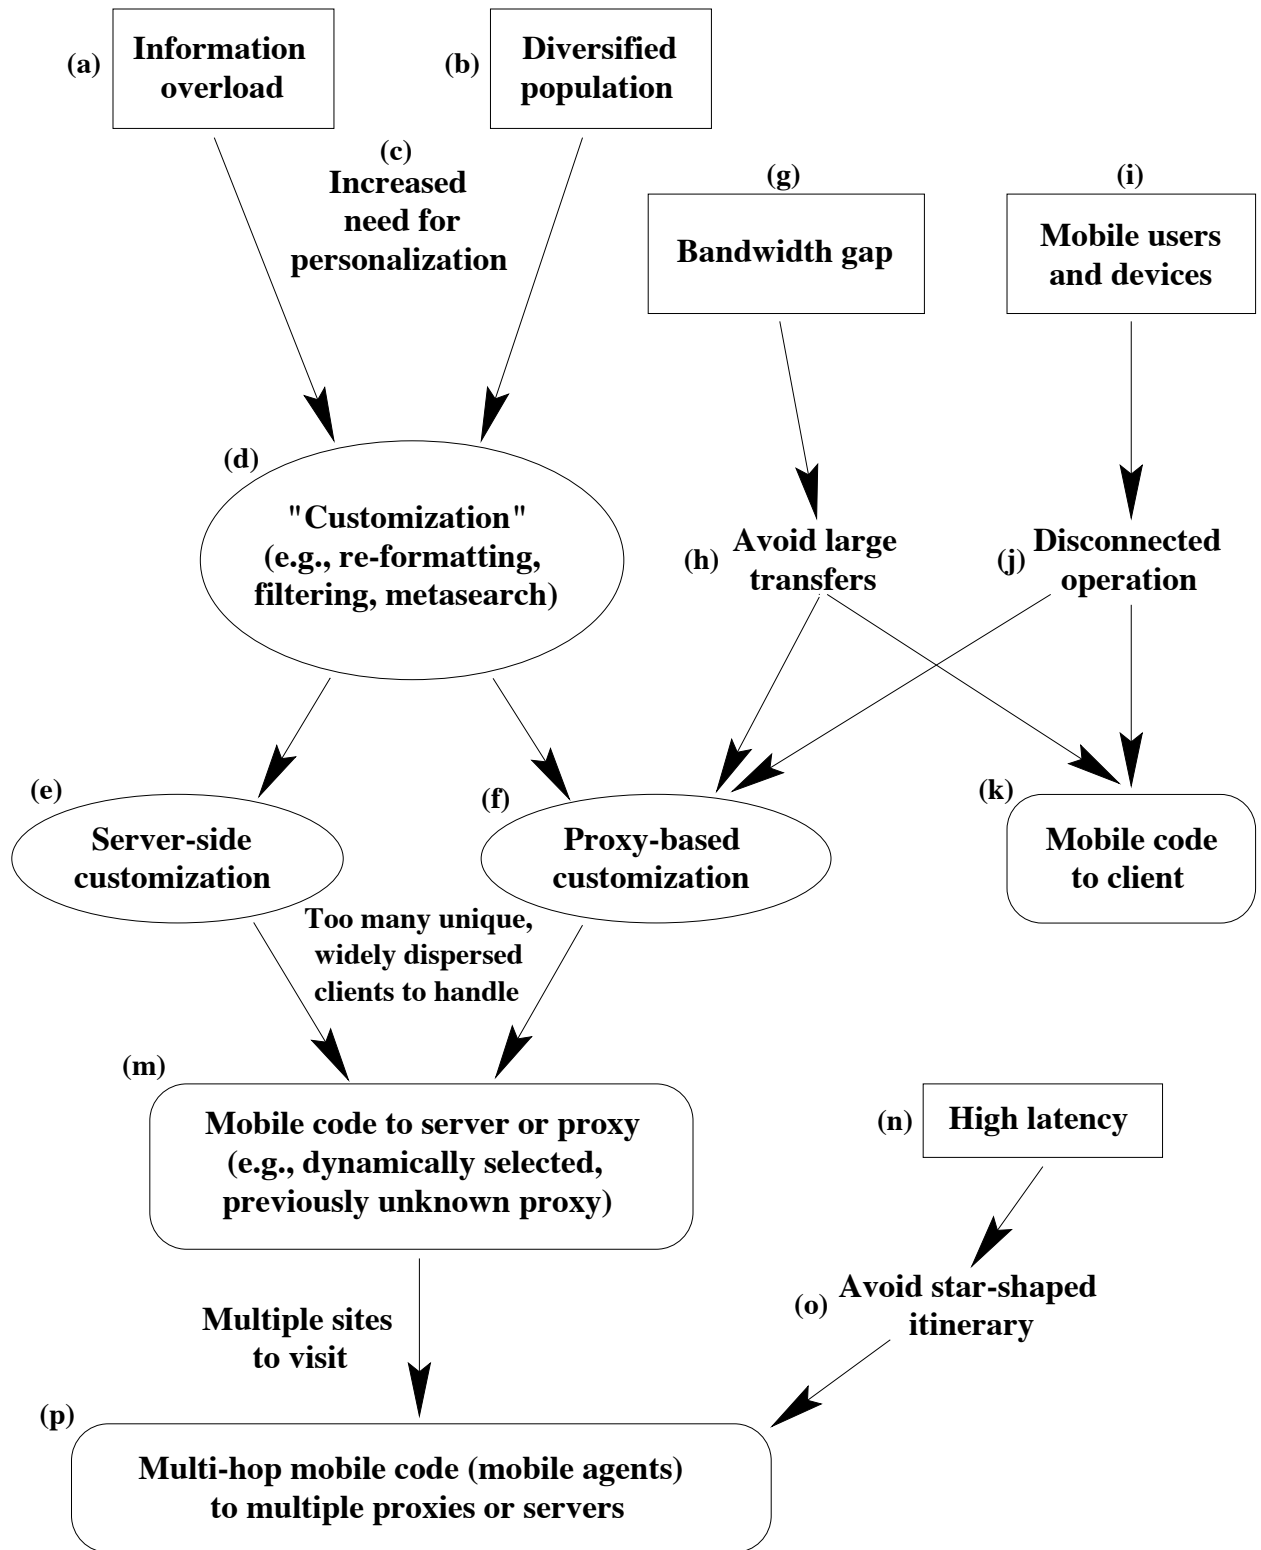 (a)
Information
overload
(b)
Diversified
population
(c)
Increased
need for
personalization
(g)
Bandwidth gap
(i)
Mobile users
and devices
(d)
"Customization"
(e.g., re-formatting,
filtering, metasearch)
(h)
Avoid large
transfers
(j)
Disconnected
operation
(e)
Server-side
customization
(f)
Proxy-based
customization
(k)
Mobile code
to client
Too many unique,
widely dispersed
clients to handle
(m)
Mobile code to server or proxy
(e.g., dynamically selected,
previously unknown proxy)
(n)
High latency
Multiple sites
to visit
(o)
Avoid star-shaped
itinerary
(p)
Multi-hop mobile code (mobile agents)
to multiple proxies or servers